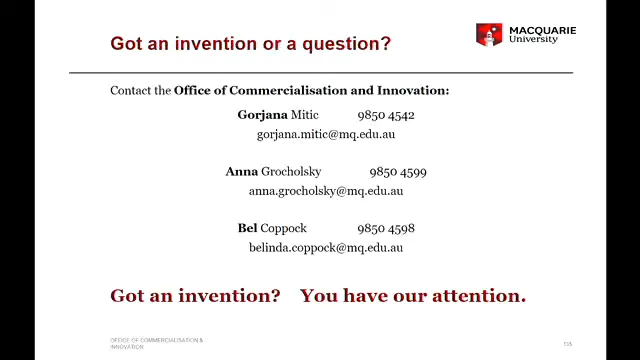 Got an invention or a question?
MACQUARIE
University
Contact the Office of Commercialisation and Innovation:
Gorjana Mitic 9850 4542
gorjana.mitic@mq.edu.au
Anna Grocholsky 9850 4599
anna.grocholsky@mq.edu.au
Bel Coppock 9850 4598
belinda.coppock@mq.edu.au
Got an invention? You have our attention.
OFFICE OF COMMERCIALISATION &
INNOVATION